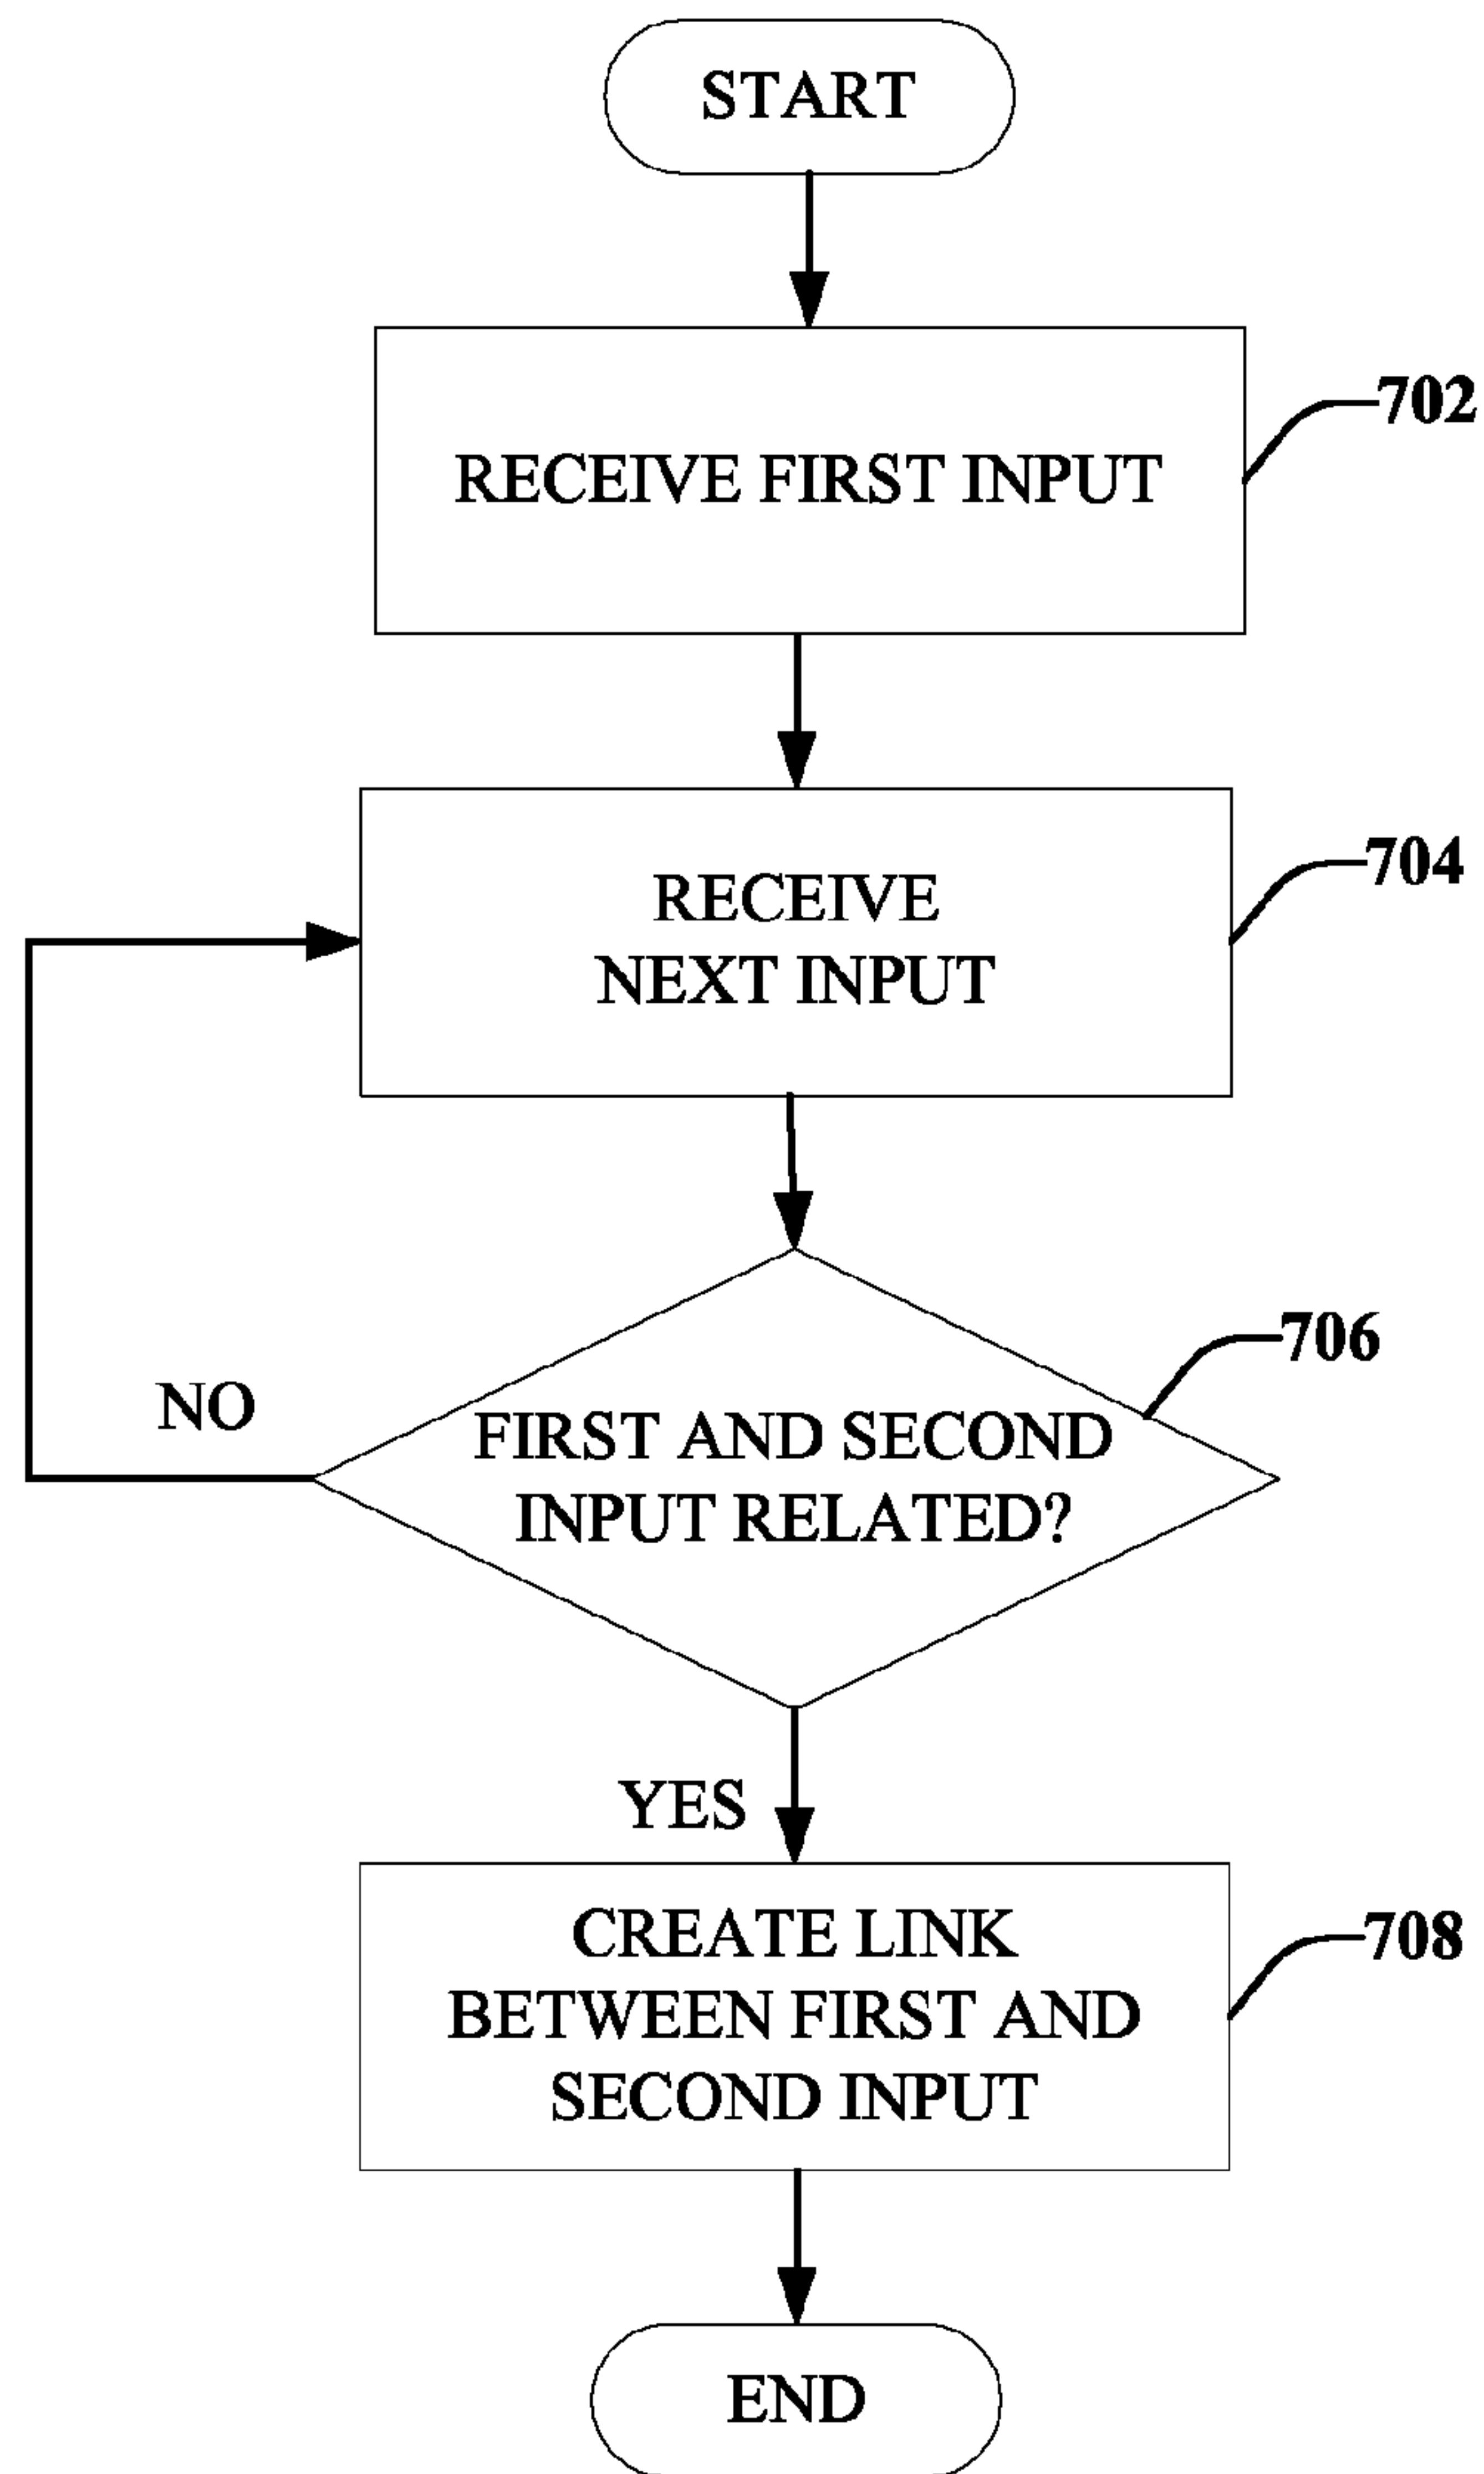 START
RECEIVE FIRST INPUT
702
RECEIVE
NEXT INPUT
704
706
NO
FIRST AND SECOND
INPUT RELATED?
YES
CREATE LINK
BETWEEN FIRST AND
SECOND INPUT
708
END